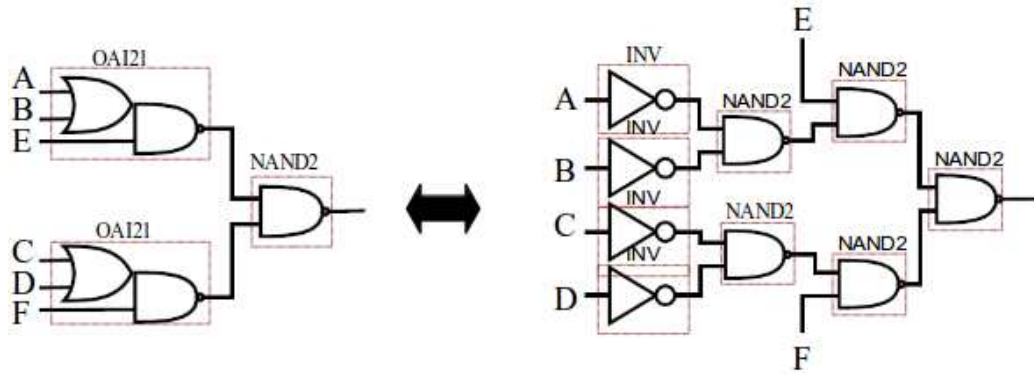 OAI21
A
B
E
NAND2
OAI21
C
D
F
E
INV
NAND2
A
NAND2
INV
NAND2
B
INV
C
NAND2
INV
NAND2
D
F